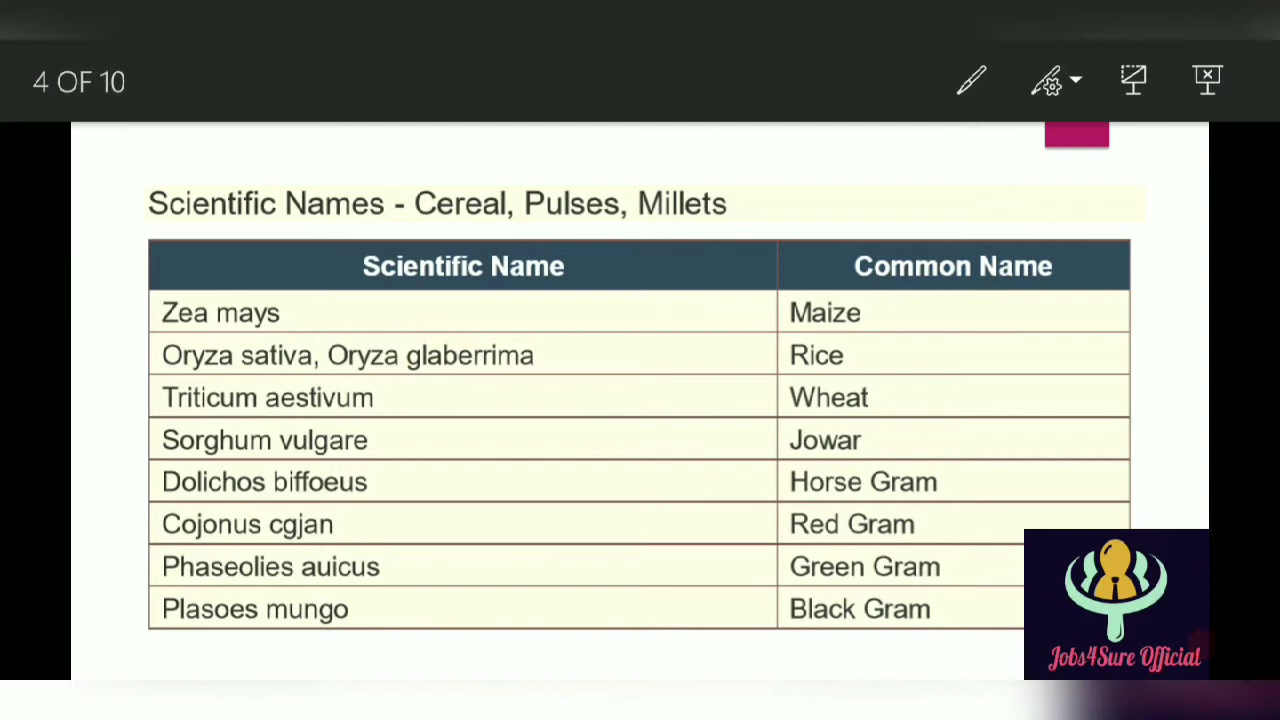 4 OF 10
Scientific Names - Cereal, Pulses, Millets
Scientific Name Common Name
Zea mays Maize
Oryza sativa, Oryza glaberrima Rice
Triticum aestivum Wheat
Sorghum vulgare Jowar
Dolichos biffoeus Horse Gram
Cojonus cgjan Red Gram
Phaseolies auicus Green Gram
Plasoes mungo Black Gram
Jobs4Sure Official